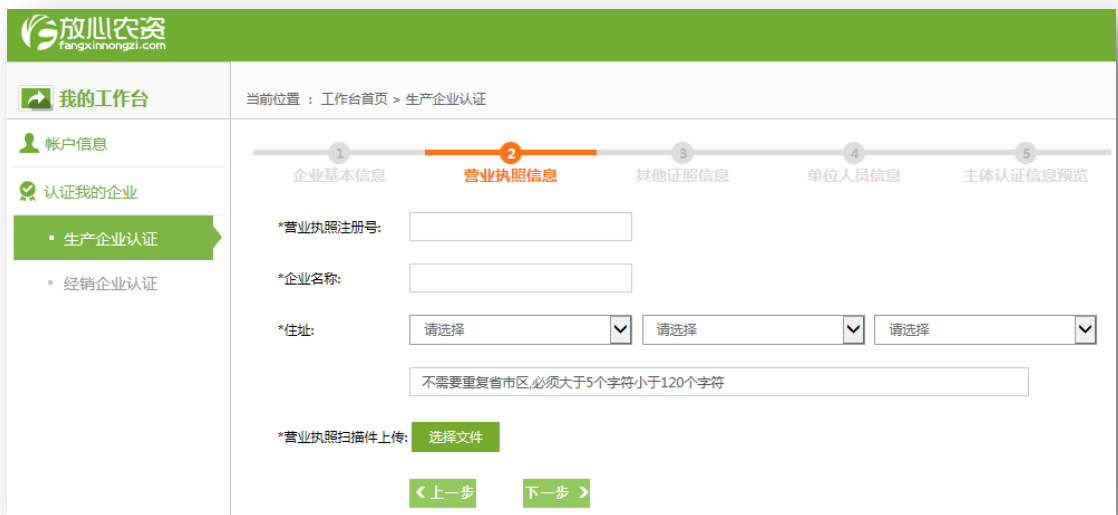 放心农资
fangxinnongzi.com
我的工作台
当前位置 : 工作台首页 > 生产企业认证
帐户信息
认证我的企业
生产企业认证
经销企业认证
1 2 3 4 5
企业基本信息 营业执照信息 其他证照信息 单位人员信息 主体认证信息预览
*营业执照注册号:
*企业名称:
*住址: 请选择 请选择 请选择
不需要重复省市区,必须大于5个字符小于120个字符
*营业执照扫描件上传: 选择文件
上一步 下一步